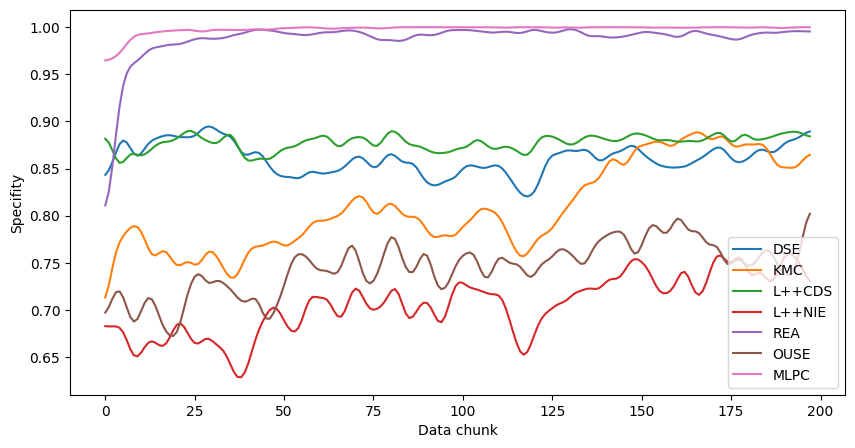 1.00
0.95
0.90
0.85
0.80
0.75
0.70
0.65
Specifity
0 25 50 75 100 125 150 175 200
Data chunk
DSE
KMC
L++CDS
L++NIE
REA
OUSE
MLPC